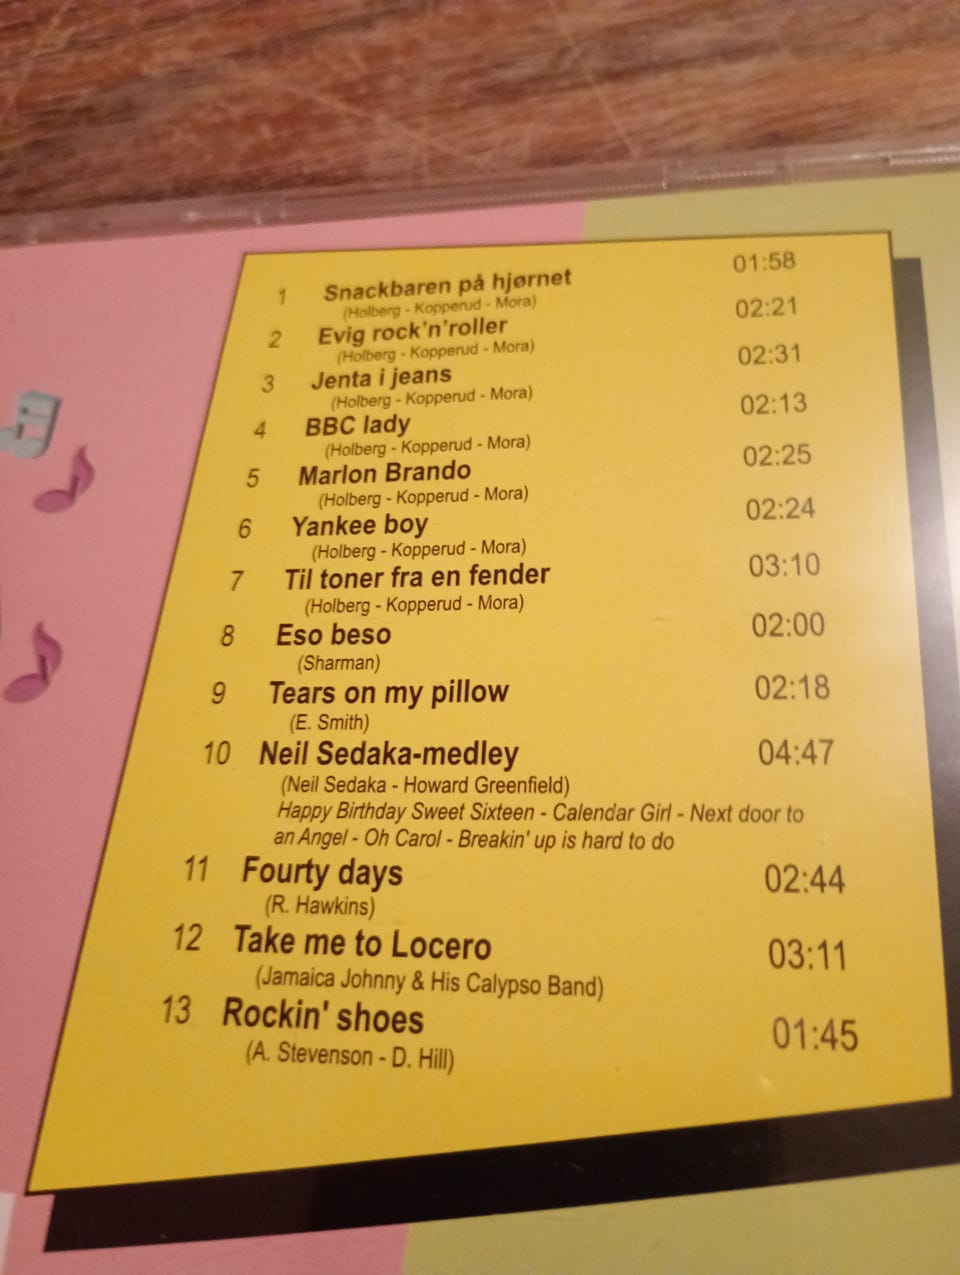 1 Snackbaren på hjørnet 01:58
(Holberg - Kopperud - Mora)
2 Evig rock'n'roller 02:21
(Holberg - Kopperud - Mora)
3 Jenta i jeans 02:31
(Holberg - Kopperud - Mora)
4 BBC lady 02:13
(Holberg - Kopperud - Mora)
5 Marlon Brando 02:25
(Holberg - Kopperud - Mora)
6 Yankee boy 02:24
(Holberg - Kopperud - Mora)
7 Til toner fra en fender 03:10
(Holberg - Kopperud - Mora)
8 Eso beso 02:00
(Sharman)
9 Tears on my pillow 02:18
(E. Smith)
10 Neil Sedaka-medley 04:47
(Neil Sedaka - Howard Greenfield)
Happy Birthday Sweet Sixteen - Calendar Girl - Next door to
an Angel - Oh Carol - Breakin' up is hard to do
11 Fourty days 02:44
(R. Hawkins)
12 Take me to Locero 03:11
(Jamaica Johnny & His Calypso Band)
13 Rockin' shoes 01:45
(A. Stevenson - D. Hill)